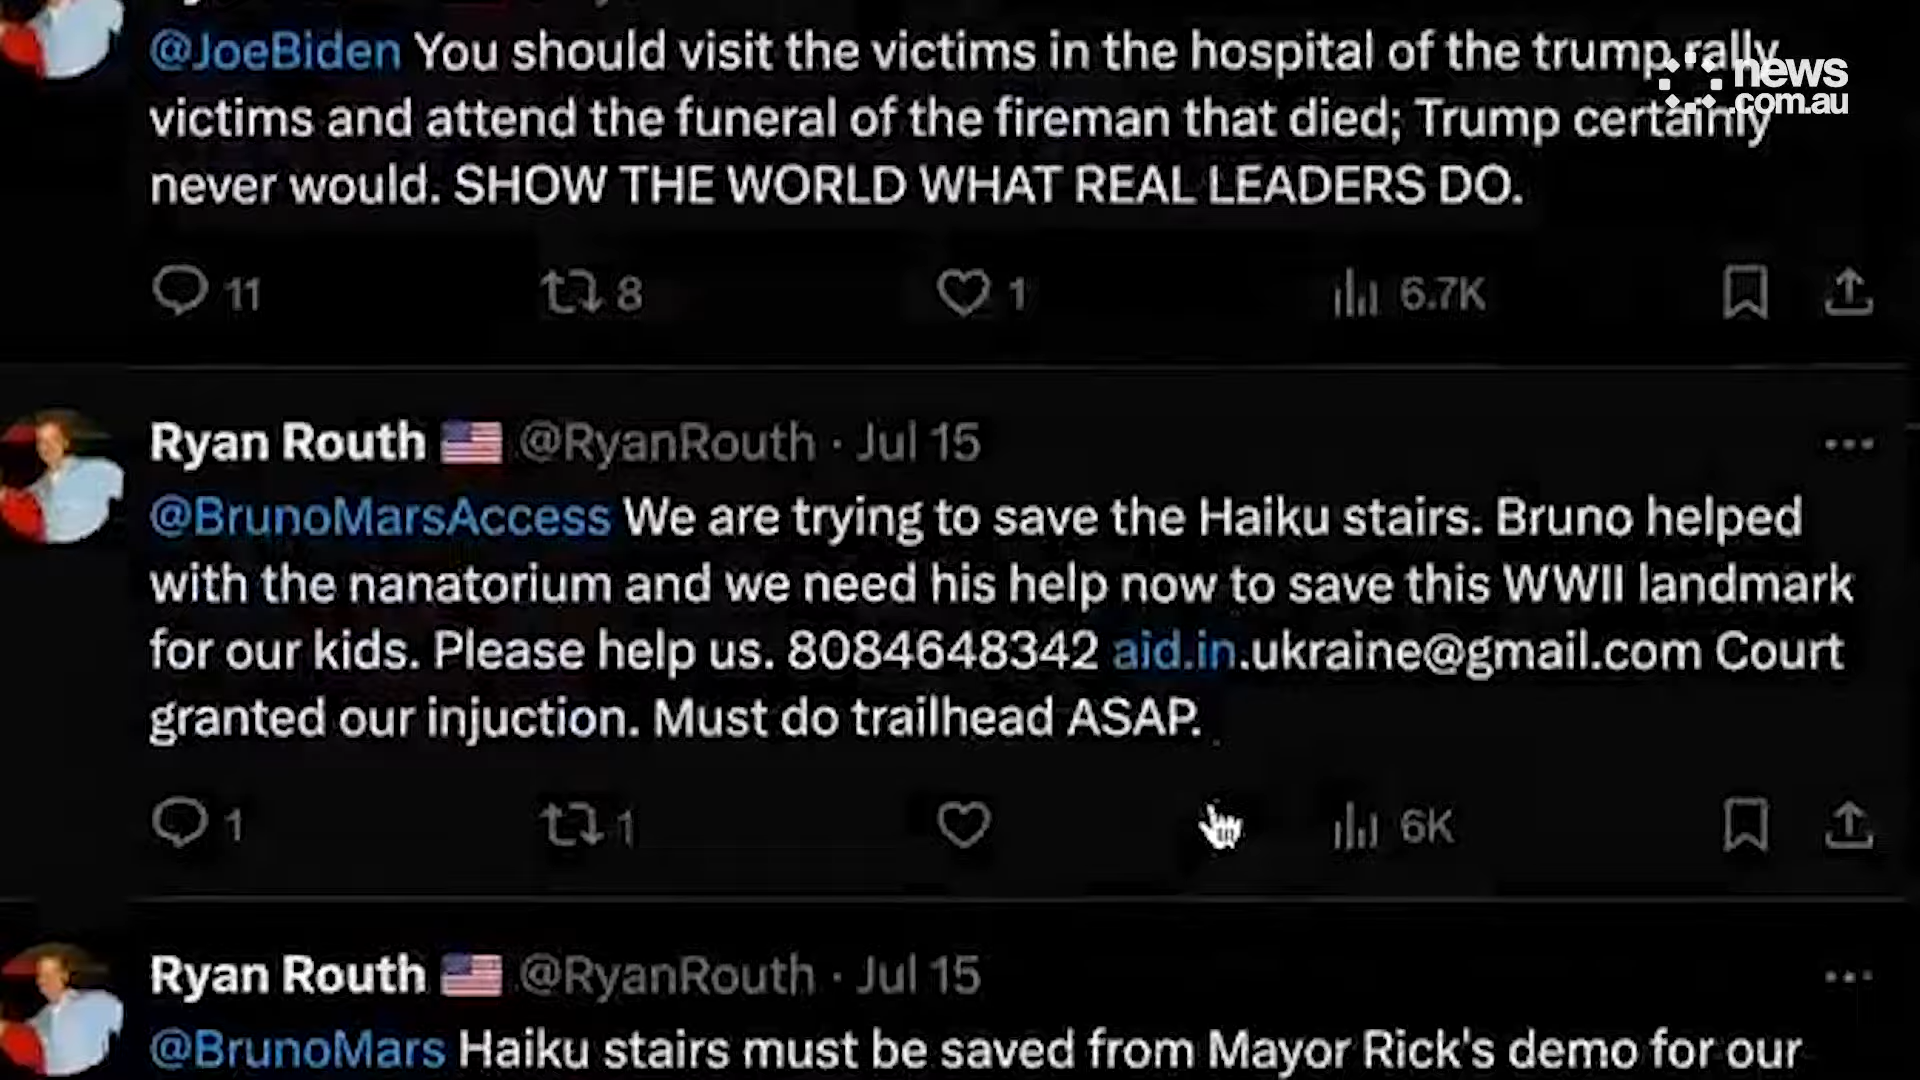 @JoeBiden You should visit the victims in the hospital of the trump rally
news
.com.au
victims and attend the funeral of the fireman that died; Trump certainly
never would. SHOW THE WORLD WHAT REAL LEADERS DO.
11 8 1 6.7K
Ryan Routh @RyanRouth · Jul 15
@BrunoMarsAccess We are trying to save the Haiku stairs. Bruno helped
with the nanatorium and we need his help now to save this WWII landmark
for our kids. Please help us. 8084648342 aid.in.ukraine@gmail.com Court
granted our injuction. Must do trailhead ASAP.
1 1 6K
Ryan Routh @RyanRouth · Jul 15
@BrunoMars Haiku stairs must be saved from Mayor Rick's demo for our